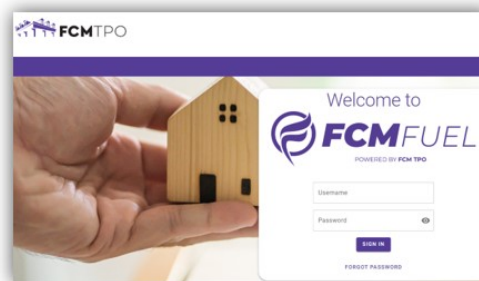 FCMTPO
Welcome to
FCMFUEL
POWERED BY FCM TPO
Username
Password
SIGN IN
FORGOT PASSWORD